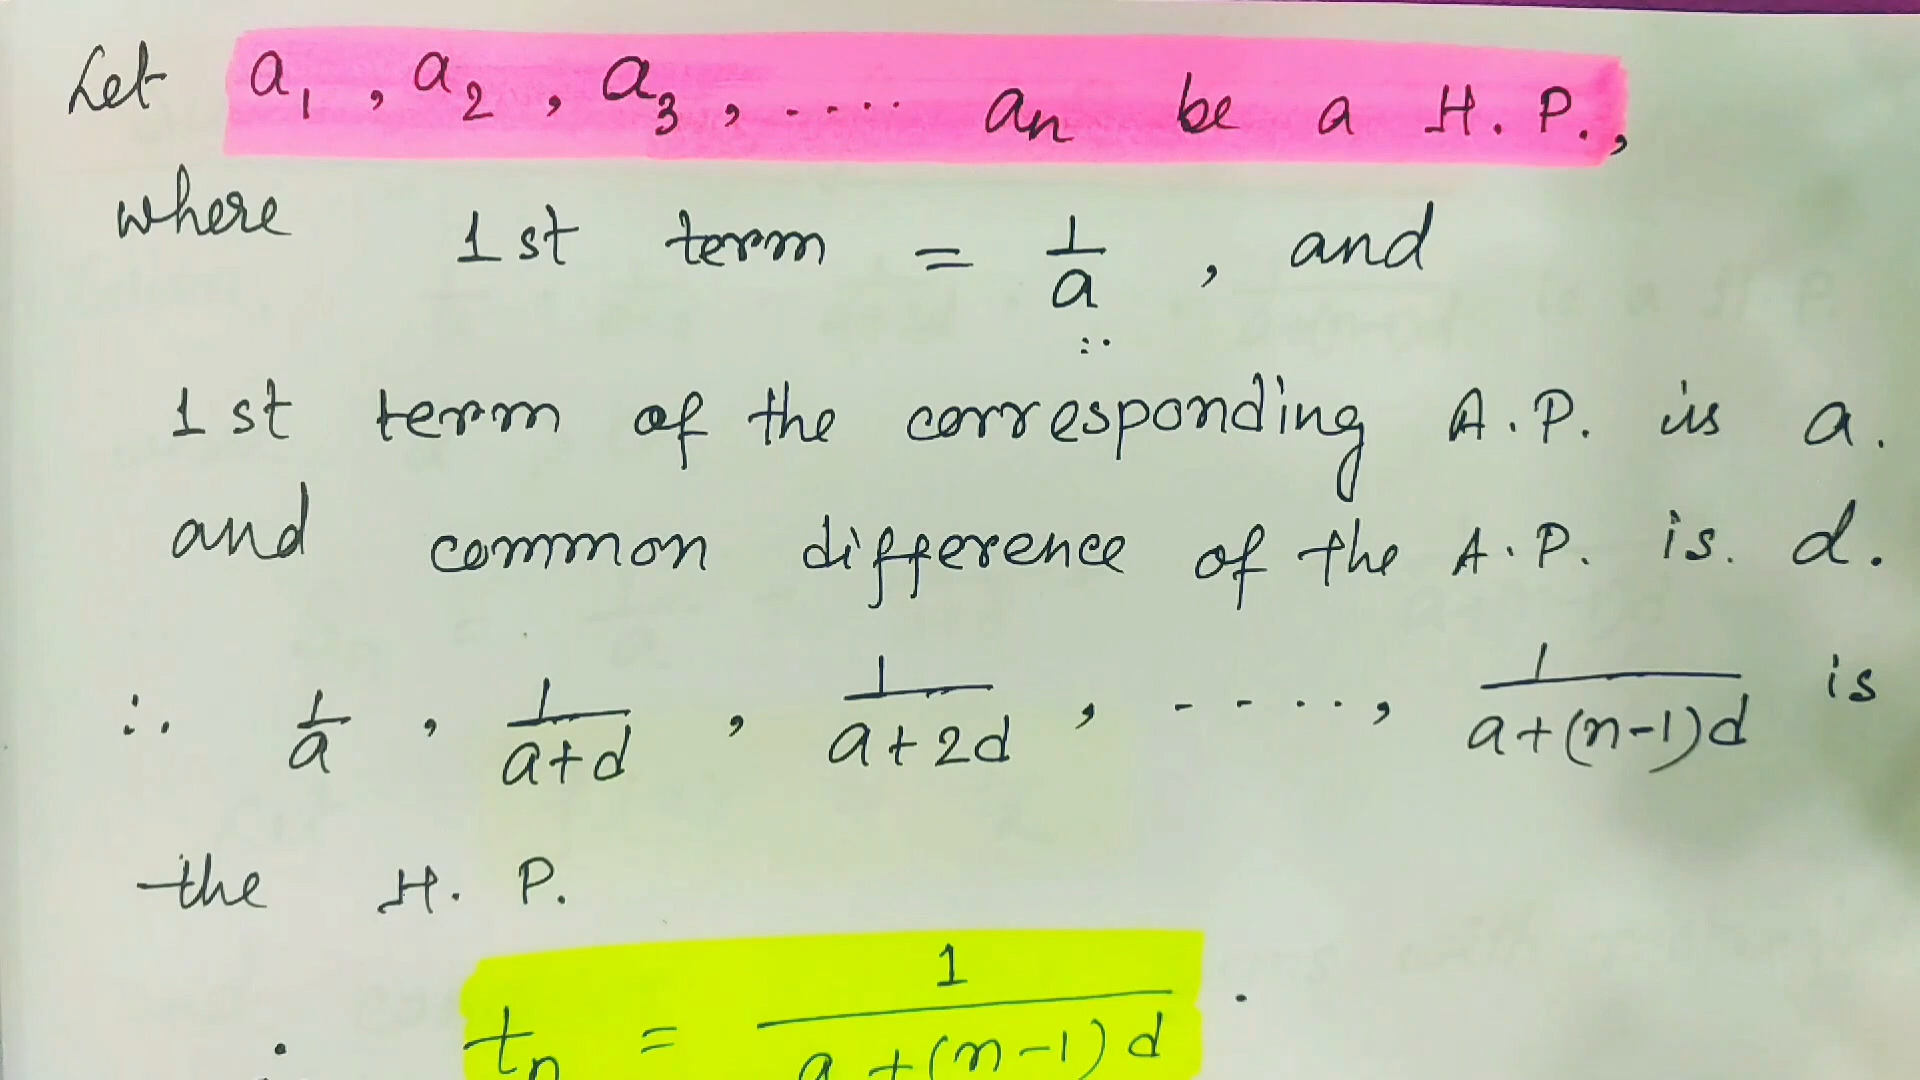 Let a₁, a₂, a₃, ..... aₙ be a H. P.,
where 1st term = 1/a, and
∴
1st term of the corresponding A.P. is a.
and common difference of the A.P. is. d.
∴ 1/a, 1/(a+d), 1/(a+2d), ....., 1/(a+(n-1)d) is
the H. P.
∴ tₙ = 1/(a+(n-1)d).